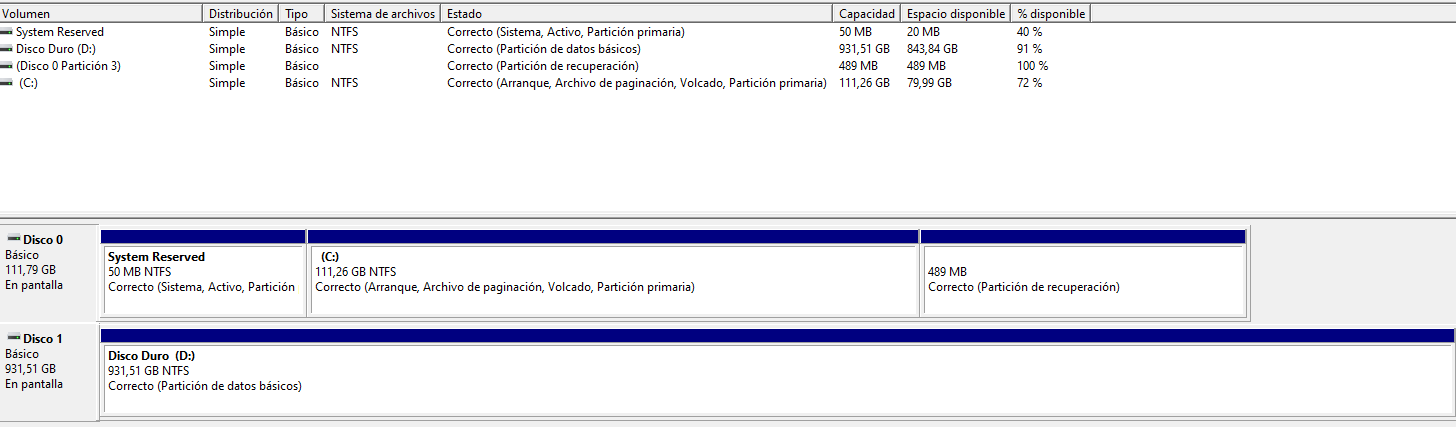 Volumen Distribución Tipo Sistema de archivos Estado Capacidad Espacio disponible % disponible
System Reserved Simple Básico NTFS Correcto (Sistema, Activo, Partición primaria) 50 MB 20 MB 40 %
Disco Duro (D:) Simple Básico NTFS Correcto (Partición de datos básicos) 931,51 GB 843,84 GB 91 %
(Disco 0 Partición 3) Simple Básico Correcto (Partición de recuperación) 489 MB 489 MB 100 %
(C:) Simple Básico NTFS Correcto (Arranque, Archivo de paginación, Volcado, Partición primaria) 111,26 GB 79,99 GB 72 %
Disco 0
Básico
111,79 GB
En pantalla
System Reserved
50 MB NTFS
Correcto (Sistema, Activo, Partición
(C:)
111,26 GB NTFS
Correcto (Arranque, Archivo de paginación, Volcado, Partición primaria)
489 MB
Correcto (Partición de recuperación)
Disco 1
Básico
931,51 GB
En pantalla
Disco Duro (D:)
931,51 GB NTFS
Correcto (Partición de datos básicos)